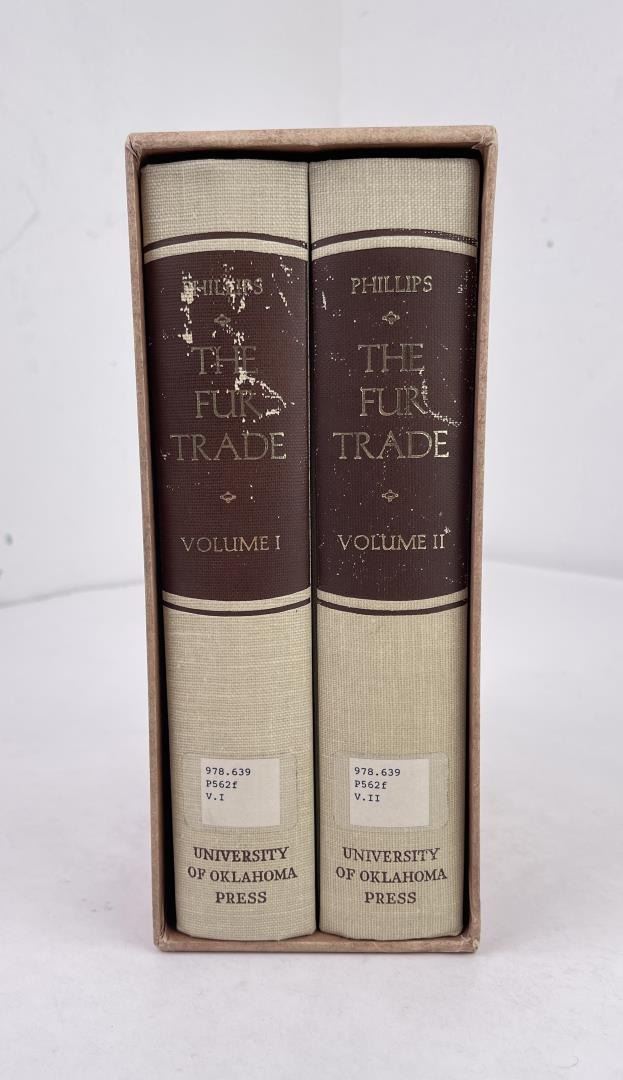 PHILLIPS
THE
FUR
TRADE
VOLUME I
978.639
P562f
V.I
UNIVERSITY
OF OKLAHOMA
PRESS
PHILLIPS
THE
FUR
TRADE
VOLUME II
978.639
P562f
V.II
UNIVERSITY
OF OKLAHOMA
PRESS